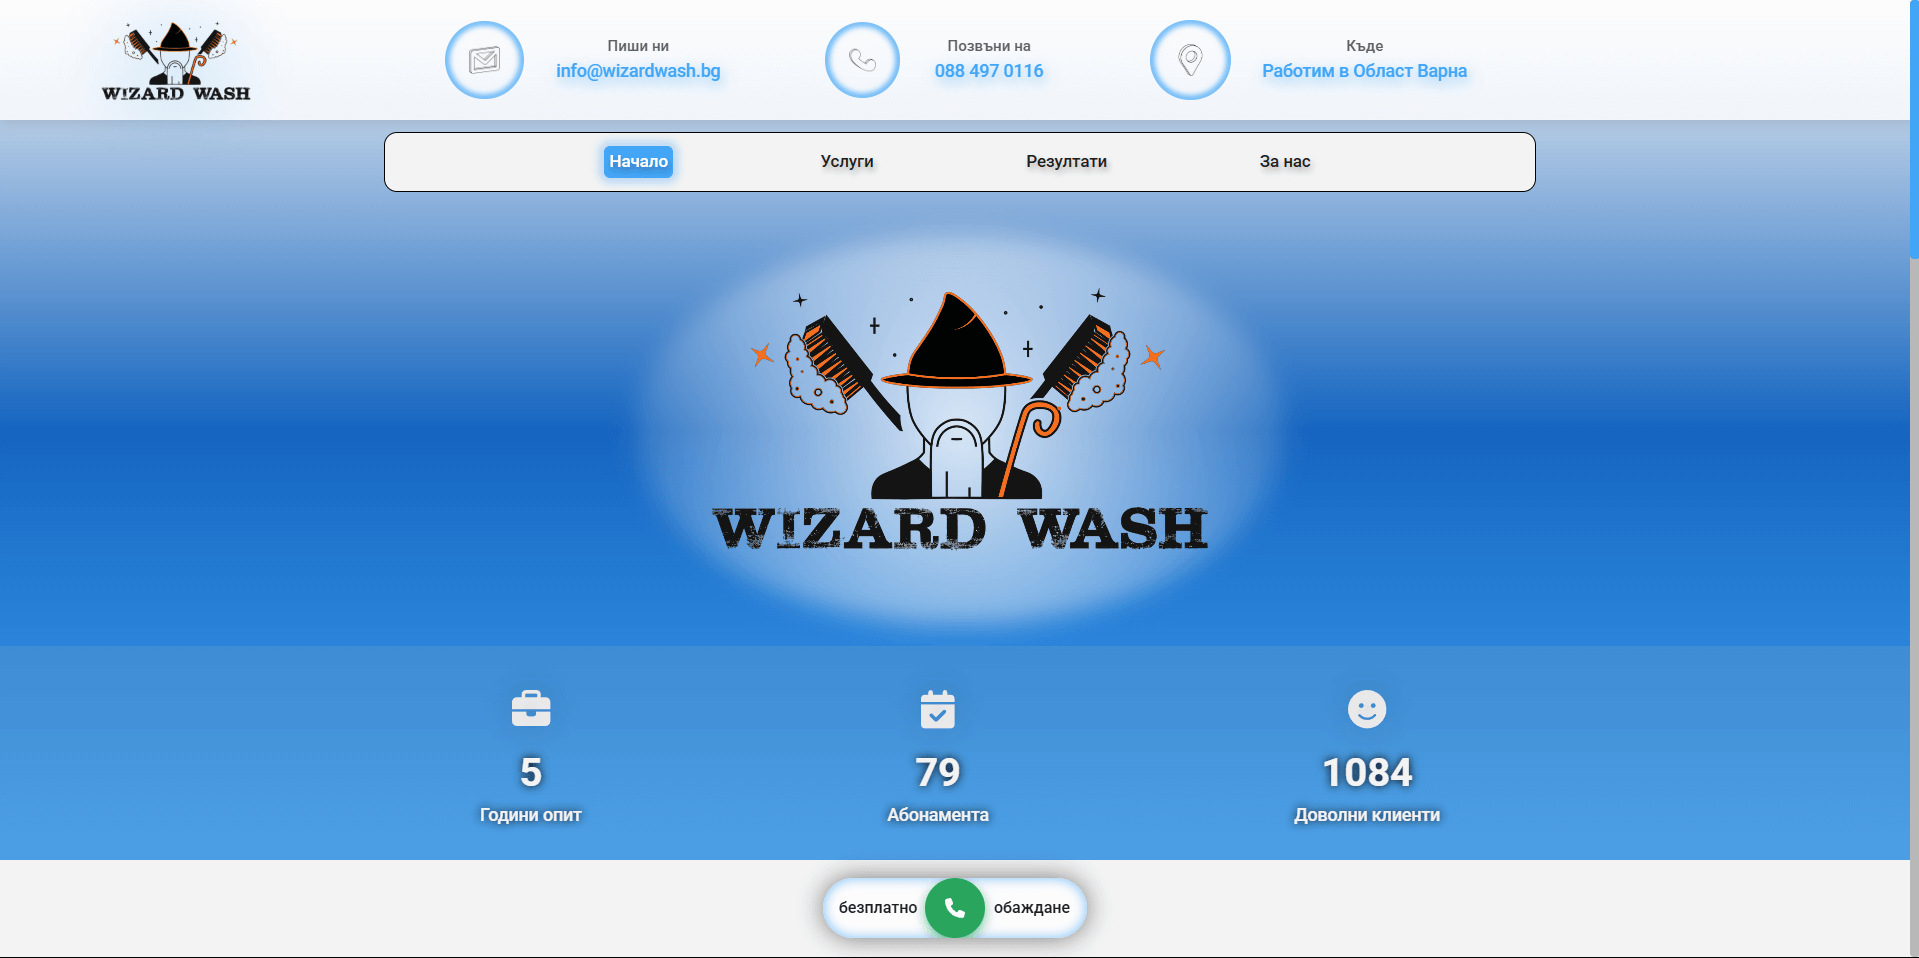 WIZARD WASH
Пиши ни
info@wizardwash.bg
Позвъни на
088 497 0116
Къде
Работим в Област Варна
Начало
Услуги
Резултати
За нас
WIZARD WASH
5
Години опит
79
Абонамента
1084
Доволни клиенти
безплатно
обаждане